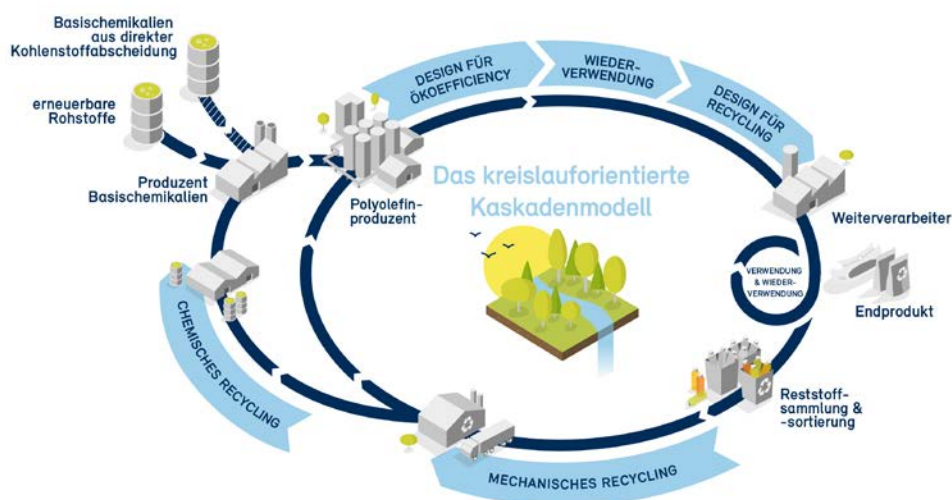 Basischemikalien
aus direkter
Kohlenstoffabscheidung
erneuerbare
Rohstoffe
Produzent
Basischemikalien
Polyolefin-
produzent
DESIGN FÜR
ÖKOEFFICIENCY
WIEDER-
VERWENDUNG
DESIGN FÜR
RECYCLING
Das kreislauforientierte
Kaskadenmodell
Weiterverarbeiter
VERWENDUNG
& WIEDER-
VERWENDUNG
Endprodukt
Reststoff-
sammlung &
-sortierung
MECHANISCHES RECYCLING
CHEMISCHES RECYCLING